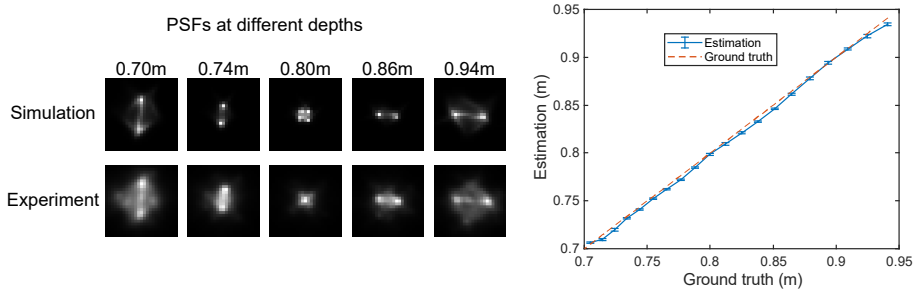 PSFs at different depths
0.70m 0.74m 0.80m 0.86m 0.94m
Simulation
Experiment
0.95
0.9
0.85
0.8
0.75
0.7
Estimation (m)
Estimation
Ground truth
0.7 0.75 0.8 0.85 0.9 0.95
Ground truth (m)